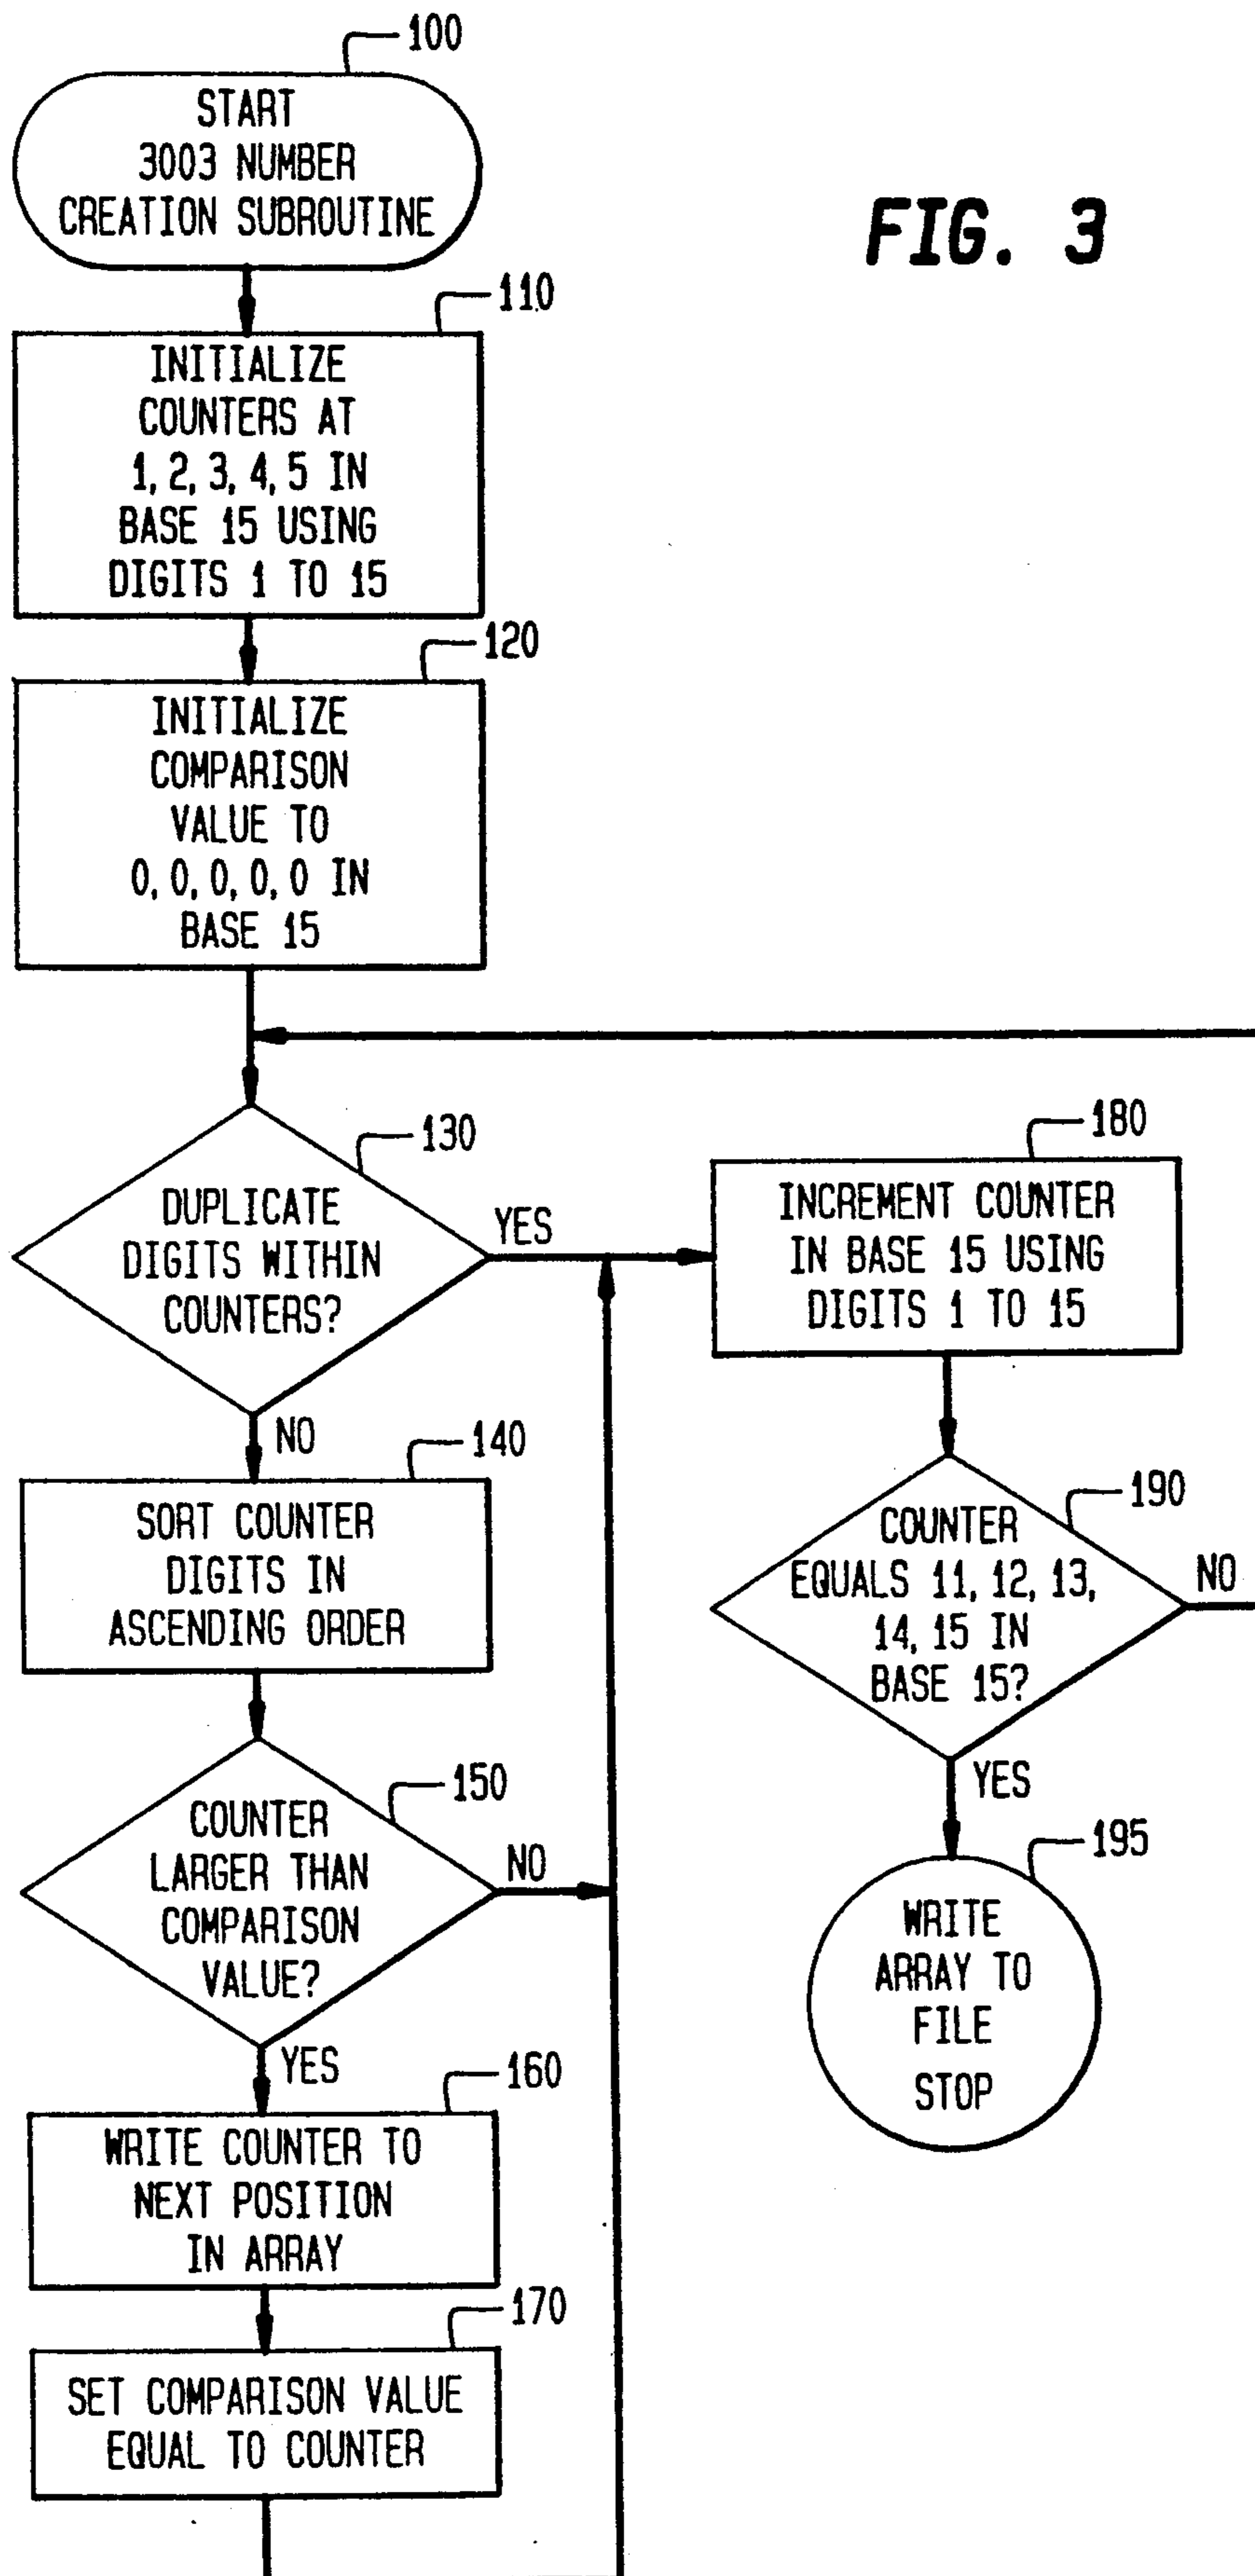 100
START
3003 NUMBER
CREATION SUBROUTINE
FIG. 3
110
INITIALIZE
COUNTERS AT
1, 2, 3, 4, 5 IN
BASE 15 USING
DIGITS 1 TO 15
120
INITIALIZE
COMPARISON
VALUE TO
0, 0, 0, 0, 0 IN
BASE 15
130
DUPLICATE
DIGITS WITHIN
COUNTERS?
YES
NO
180
INCREMENT COUNTER
IN BASE 15 USING
DIGITS 1 TO 15
140
SORT COUNTER
DIGITS IN
ASCENDING ORDER
190
COUNTER
EQUALS 11, 12, 13,
14, 15 IN
BASE 15?
NO
YES
150
COUNTER
LARGER THAN
COMPARISON
VALUE?
NO
YES
195
WRITE
ARRAY TO
FILE
STOP
160
WRITE COUNTER TO
NEXT POSITION
IN ARRAY
170
SET COMPARISON VALUE
EQUAL TO COUNTER